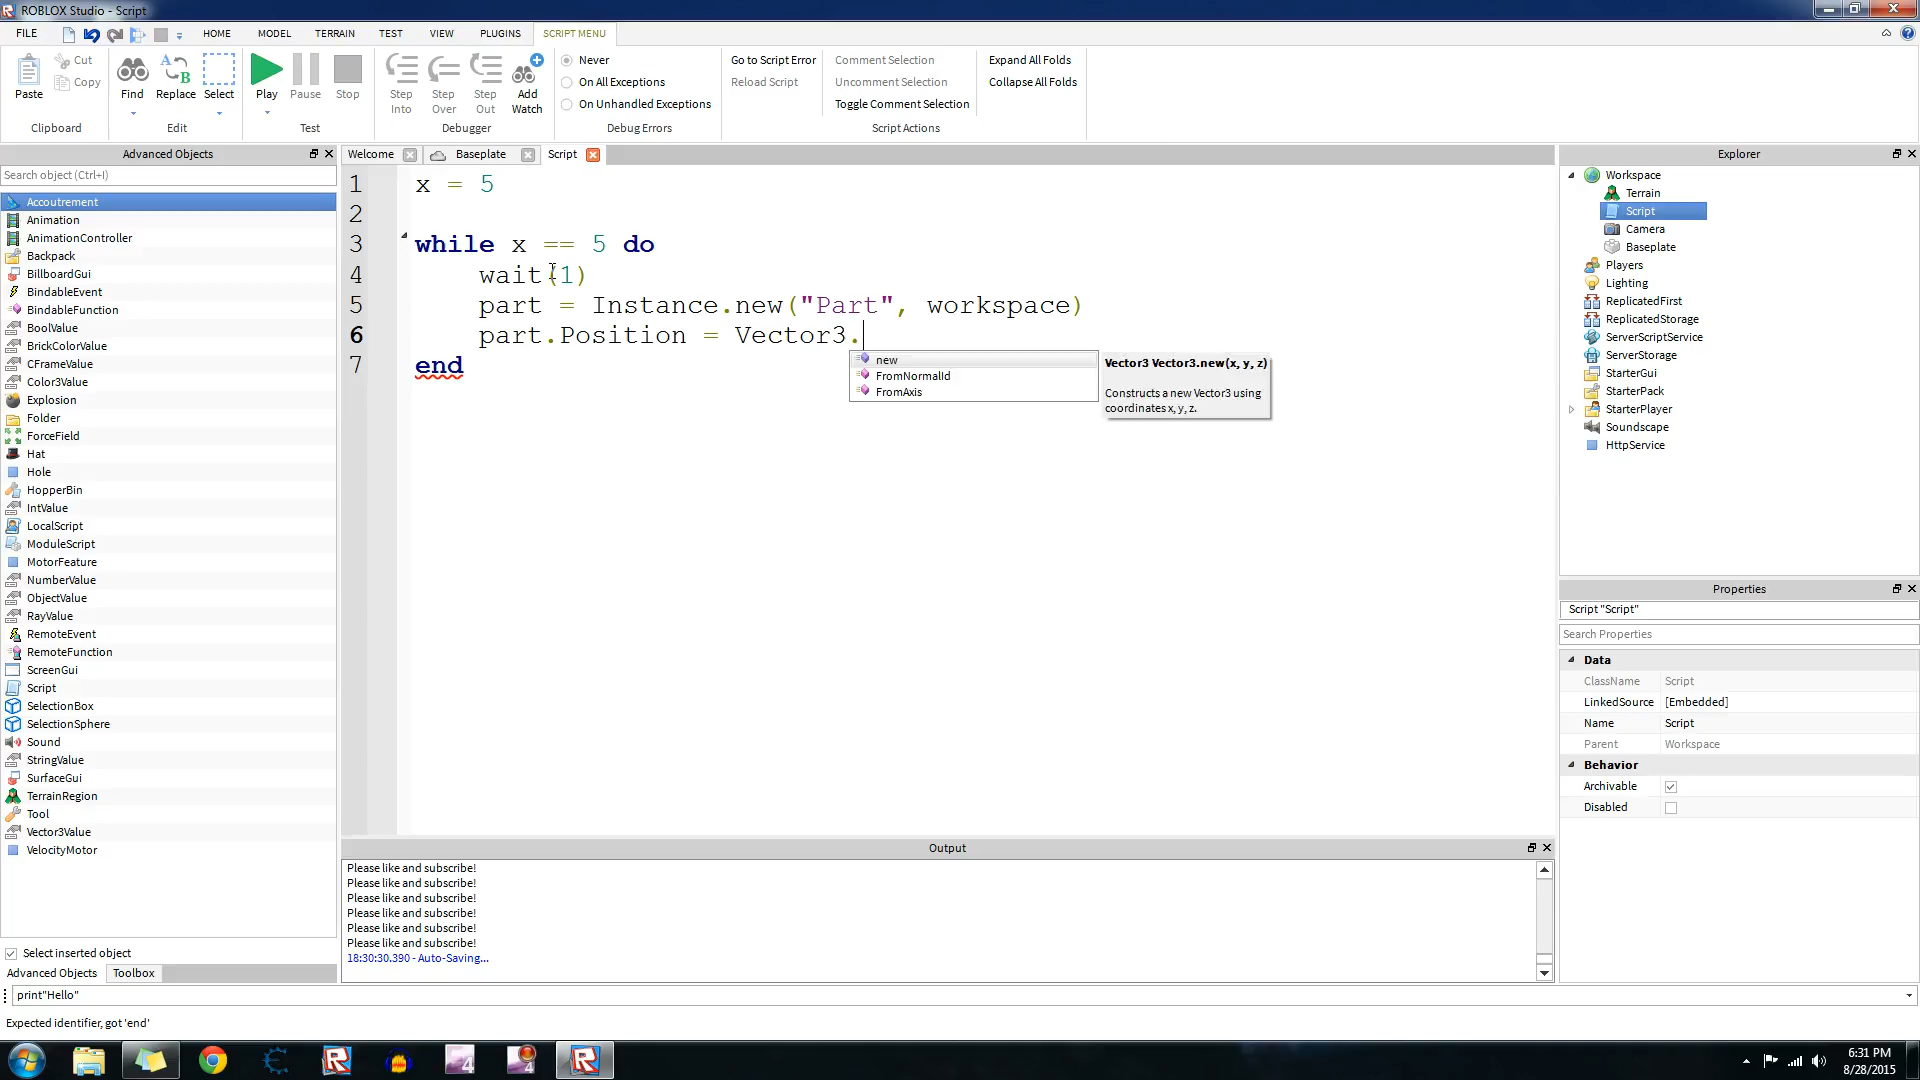 ROBLOX Studio - Script
FILE HOME MODEL TERRAIN TEST VIEW PLUGINS SCRIPT MENU
Paste
Cut
Copy
Clipboard
Find Replace Select
Edit
Play Pause Stop
Test
Step Into
Step Over
Step Out
Add Watch
Debugger
Never
On All Exceptions
On Unhandled Exceptions
Debug Errors
Go to Script Error
Reload Script
Comment Selection
Uncomment Selection
Toggle Comment Selection
Expand All Folds
Collapse All Folds
Script Actions
Advanced Objects
Search object (Ctrl+I)
Accoutrement
Animation
AnimationController
Backpack
BillboardGui
BindableEvent
BindableFunction
BoolValue
BrickColorValue
CFrameValue
Color3Value
Explosion
Folder
ForceField
Hat
Hole
HopperBin
IntValue
LocalScript
ModuleScript
MotorFeature
NumberValue
ObjectValue
RayValue
RemoteEvent
RemoteFunction
ScreenGui
Script
SelectionBox
SelectionSphere
Sound
StringValue
SurfaceGui
TerrainRegion
Tool
Vector3Value
VelocityMotor
Select inserted object
Advanced Objects Toolbox
Welcome Baseplate Script
1 x = 5
2
3 while x == 5 do
4 wait(1)
5 part = Instance.new("Part", workspace)
6 part.Position = Vector3.
7 end
new
FromNormalId
FromAxis
Vector3 Vector3.new(x, y, z)
Constructs a new Vector3 using
coordinates x, y, z.
Output
Please like and subscribe!
Please like and subscribe!
Please like and subscribe!
Please like and subscribe!
Please like and subscribe!
Please like and subscribe!
18:30:30.390 - Auto-Saving...
Explorer
Workspace
Terrain
Script
Camera
Baseplate
Players
Lighting
ReplicatedFirst
ReplicatedStorage
ServerScriptService
ServerStorage
StarterGui
StarterPack
StarterPlayer
Soundscape
HttpService
Properties
Script "Script"
Search Properties
Data
ClassName Script
LinkedSource [Embedded]
Name Script
Parent Workspace
Behavior
Archivable
Disabled
print"Hello"
Expected identifier, got 'end'
6:31 PM
8/28/2015